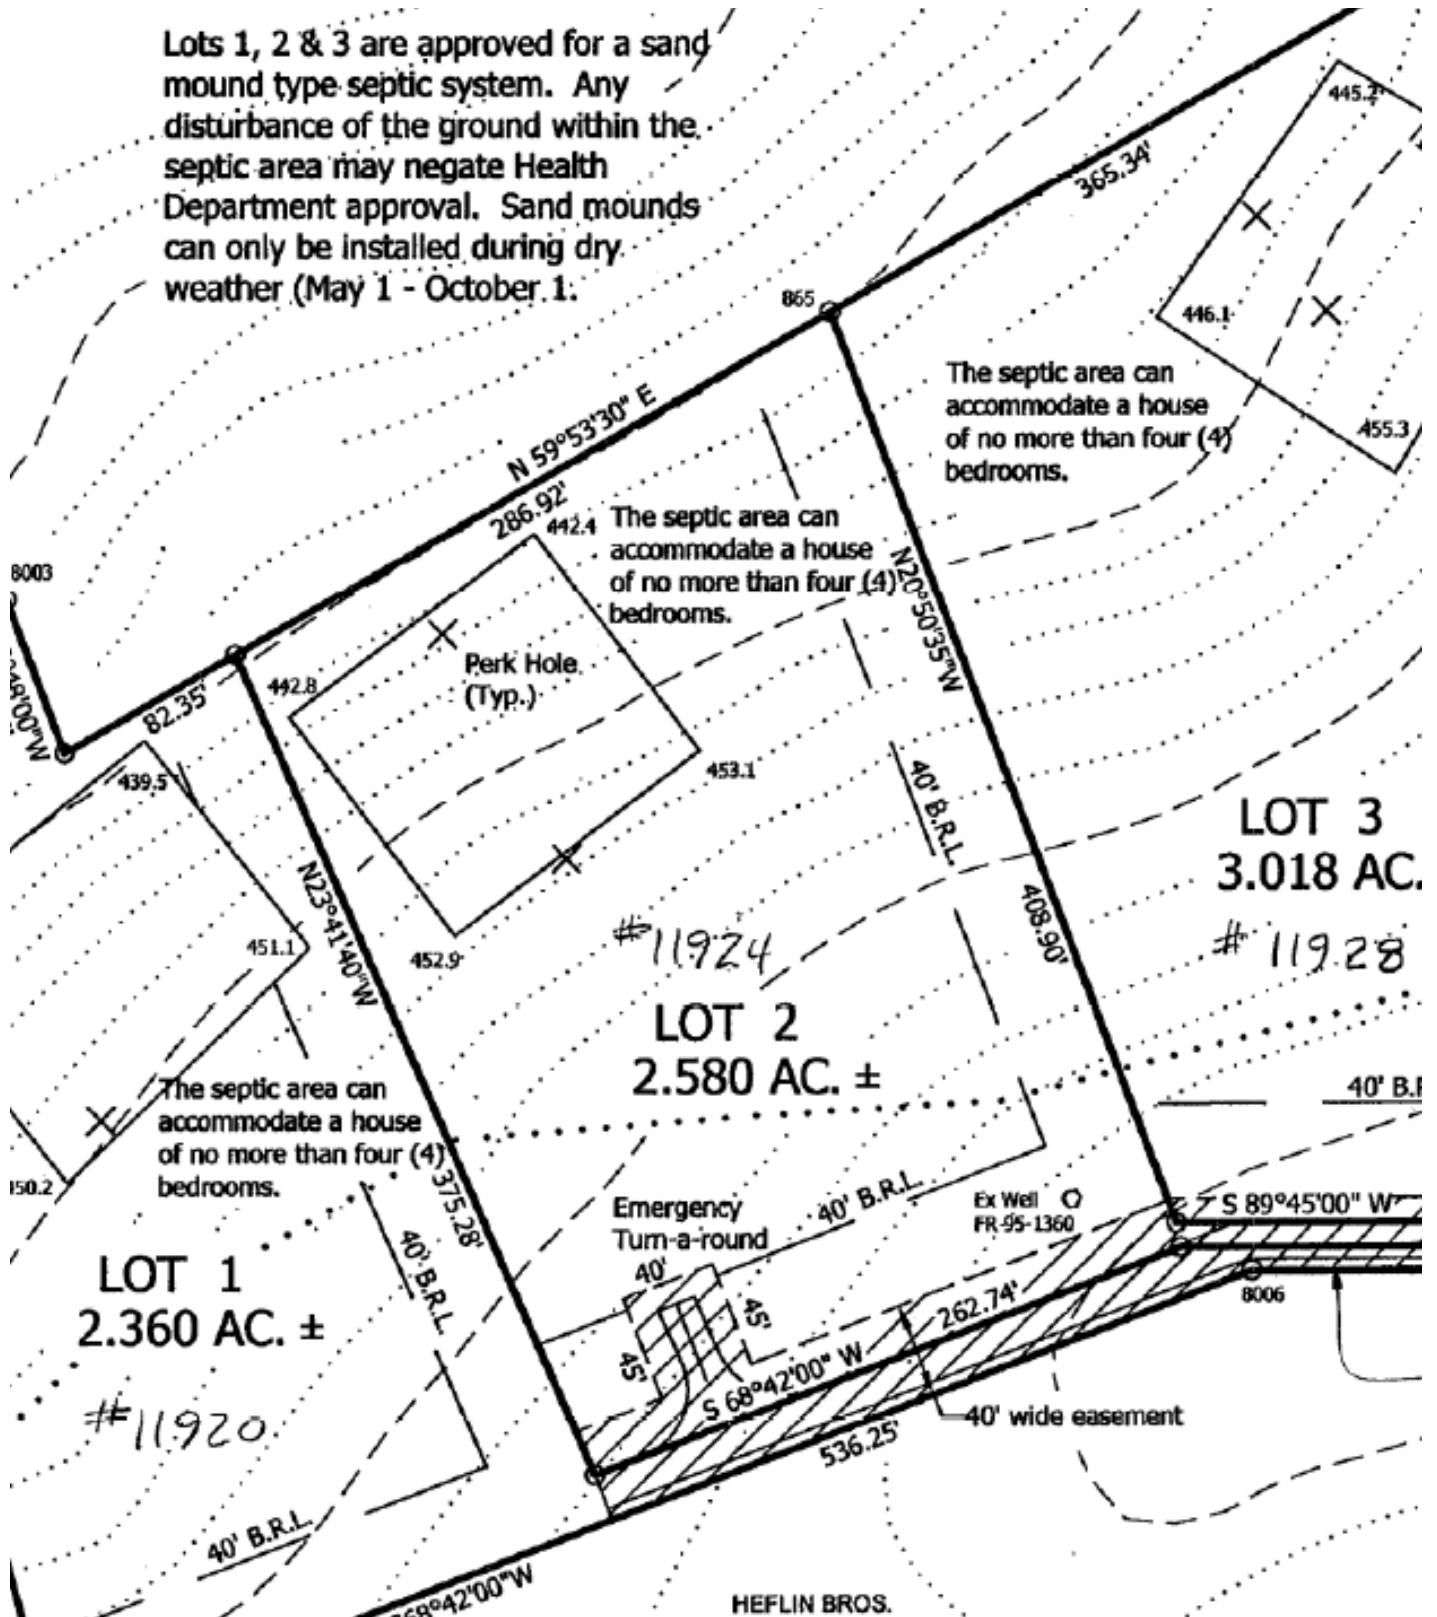 Lots 1, 2 & 3 are approved for a sand
mound type septic system. Any
disturbance of the ground within the
septic area may negate Health
Department approval. Sand mounds
can only be installed during dry
weather (May 1 - October 1.
445.2
365.34'
446.1
455.3
865
The septic area can
accommodate a house
of no more than four (4)
bedrooms.
N 59°53'30" E
286.92'
442.4
The septic area can
accommodate a house
of no more than four (4)
bedrooms.
N20°50'35"W
408.90'
8003
48'00"W
82.35'
442.8
Perk Hole
(Typ.)
453.1
452.9
439.5
451.1
N23°41'40"W
375.28'
40' B.R.L.
LOT 3
3.018 AC.
# 11928
#11924
LOT 2
2.580 AC. ±
The septic area can
accommodate a house
of no more than four (4)
bedrooms.
450.2
40' B.R.L.
LOT 1
2.360 AC. ±
#11920
40' B.R.L.
Emergency
Turn-a-round
40'
45'
45'
40' B.R.L.
Ex Well
FR-95-1360
40' B.R
S 89°45'00" W
8006
262.74'
S 68°42'00" W
40' wide easement
536.25'
68°42'00"W
HEFLIN BROS.